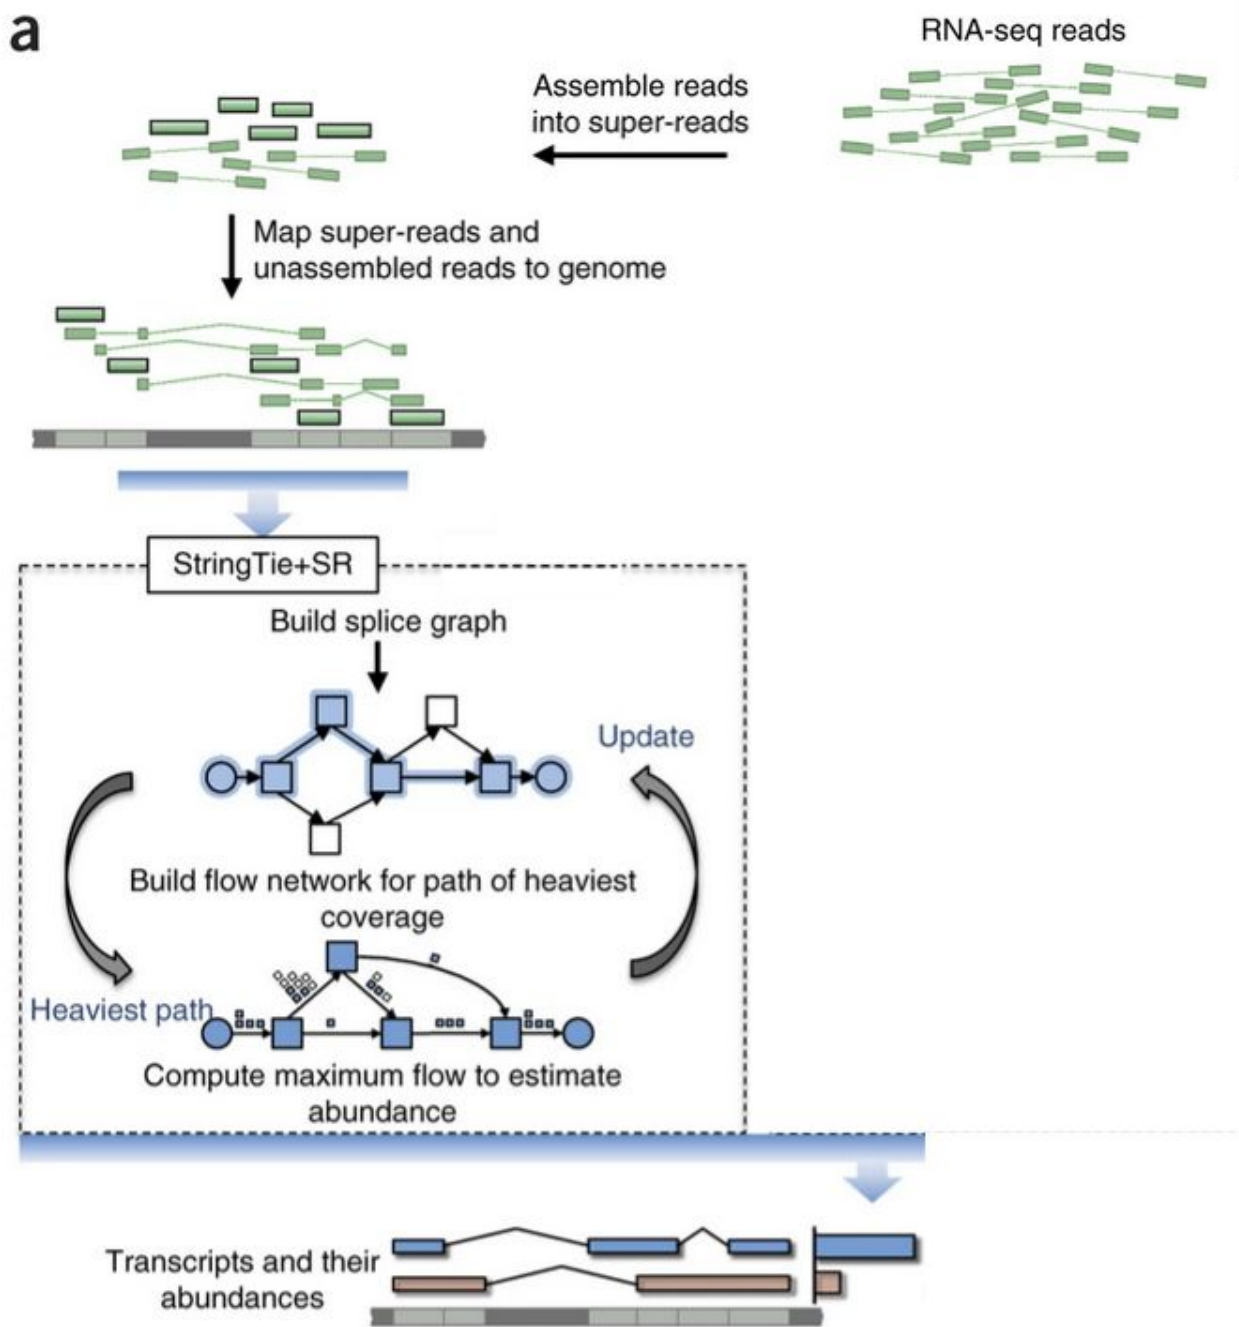 a
RNA-seq reads
Assemble reads
into super-reads
Map super-reads and
unassembled reads to genome
StringTie+SR
Build splice graph
Update
Build flow network for path of heaviest
coverage
Heaviest path
Compute maximum flow to estimate
abundance
Transcripts and their
abundances